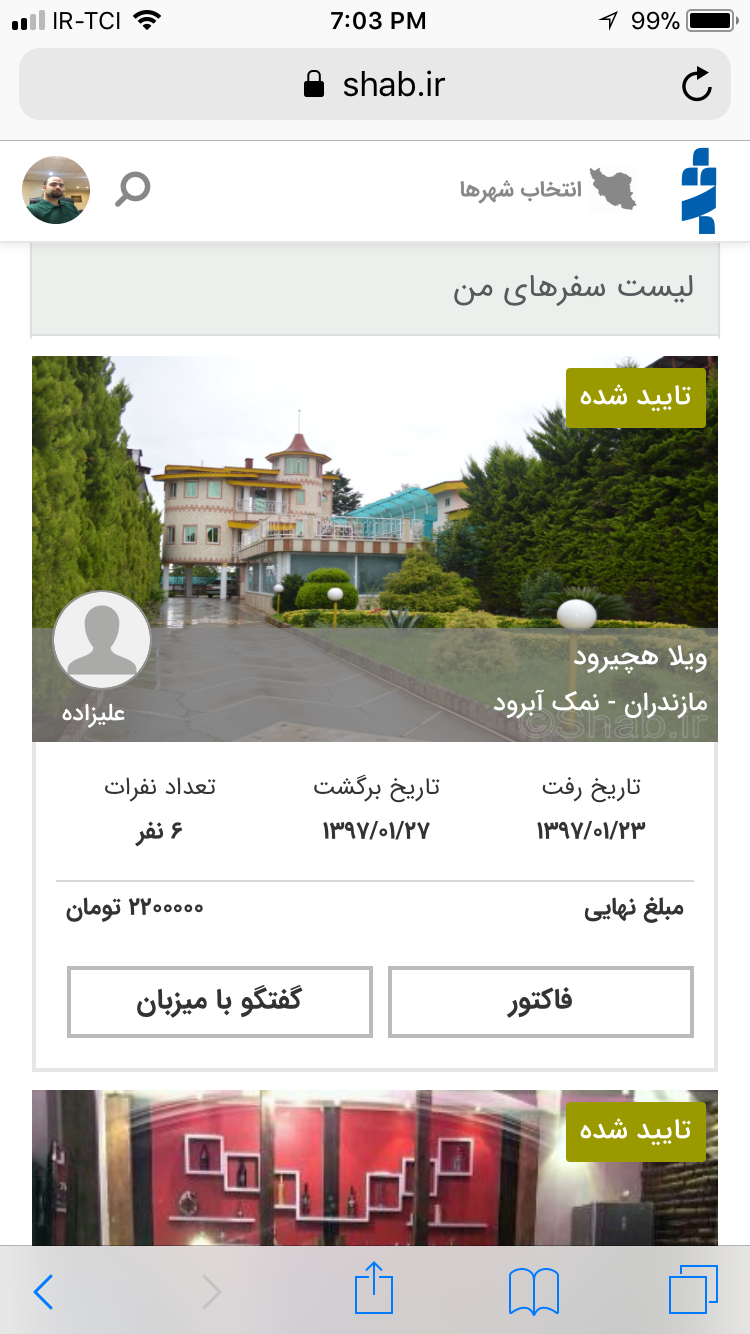 IR-TCI
7:03 PM
99%
shab.ir
انتخاب شهرها
لیست سفرهای من
تایید شده
ویلا هچیرود
مازندران - نمک آبرود
©Shab.ir
علیزاده
تاریخ رفت
تاریخ برگشت
تعداد نفرات
۱۳۹۷/۰۱/۲۳
۱۳۹۷/۰۱/۲۷
۶ نفر
مبلغ نهایی
۲۲۰۰۰۰۰ تومان
فاکتور
گفتگو با میزبان
تایید شده